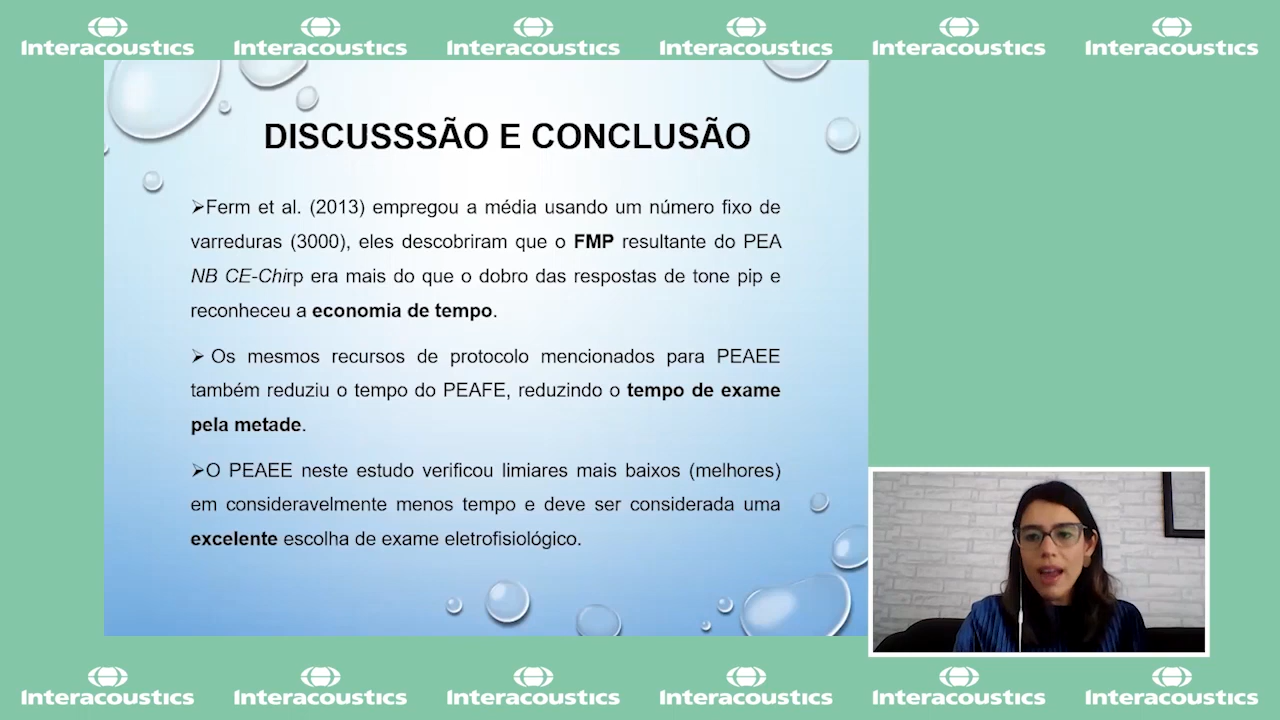 Interacoustics Interacoustics Interacoustics Interacoustics Interacoustics Interacoustics
DISCUSSSÃO E CONCLUSÃO
➢Ferm et al. (2013) empregou a média usando um número fixo de
varreduras (3000), eles descobriram que o FMP resultante do PEA
NB CE-Chirp era mais do que o dobro das respostas de tone pip e
reconheceu a economia de tempo.
➢ Os mesmos recursos de protocolo mencionados para PEAEE
também reduziu o tempo do PEAFE, reduzindo o tempo de exame
pela metade.
➢O PEAEE neste estudo verificou limiares mais baixos (melhores)
em consideravelmente menos tempo e deve ser considerada uma
excelente escolha de exame eletrofisiológico.
Interacoustics Interacoustics Interacoustics Interacoustics Interacoustics Interacoustics